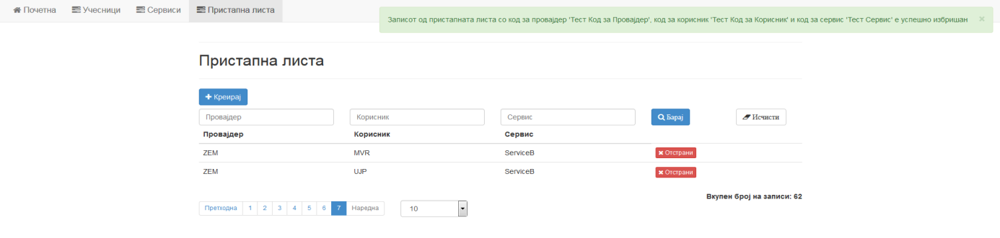 Почетна Учесници Сервиси Пристапна листа
Записот од пристапната листа со код за провајдер 'Тест Код за Провајдер', код за корисник 'Тест Код за Корисник' и код за сервис 'Тест Сервис' е успешно избришан ×
Пристапна листа
Креирај
Провајдер Корисник Сервис Барај Исчисти
Провајдер Корисник Сервис
ZEM MVR ServiceB Отстрани
ZEM UJP ServiceB Отстрани
Вкупен број на записи: 62
Претходна 1 2 3 4 5 6 7 Наредна 10